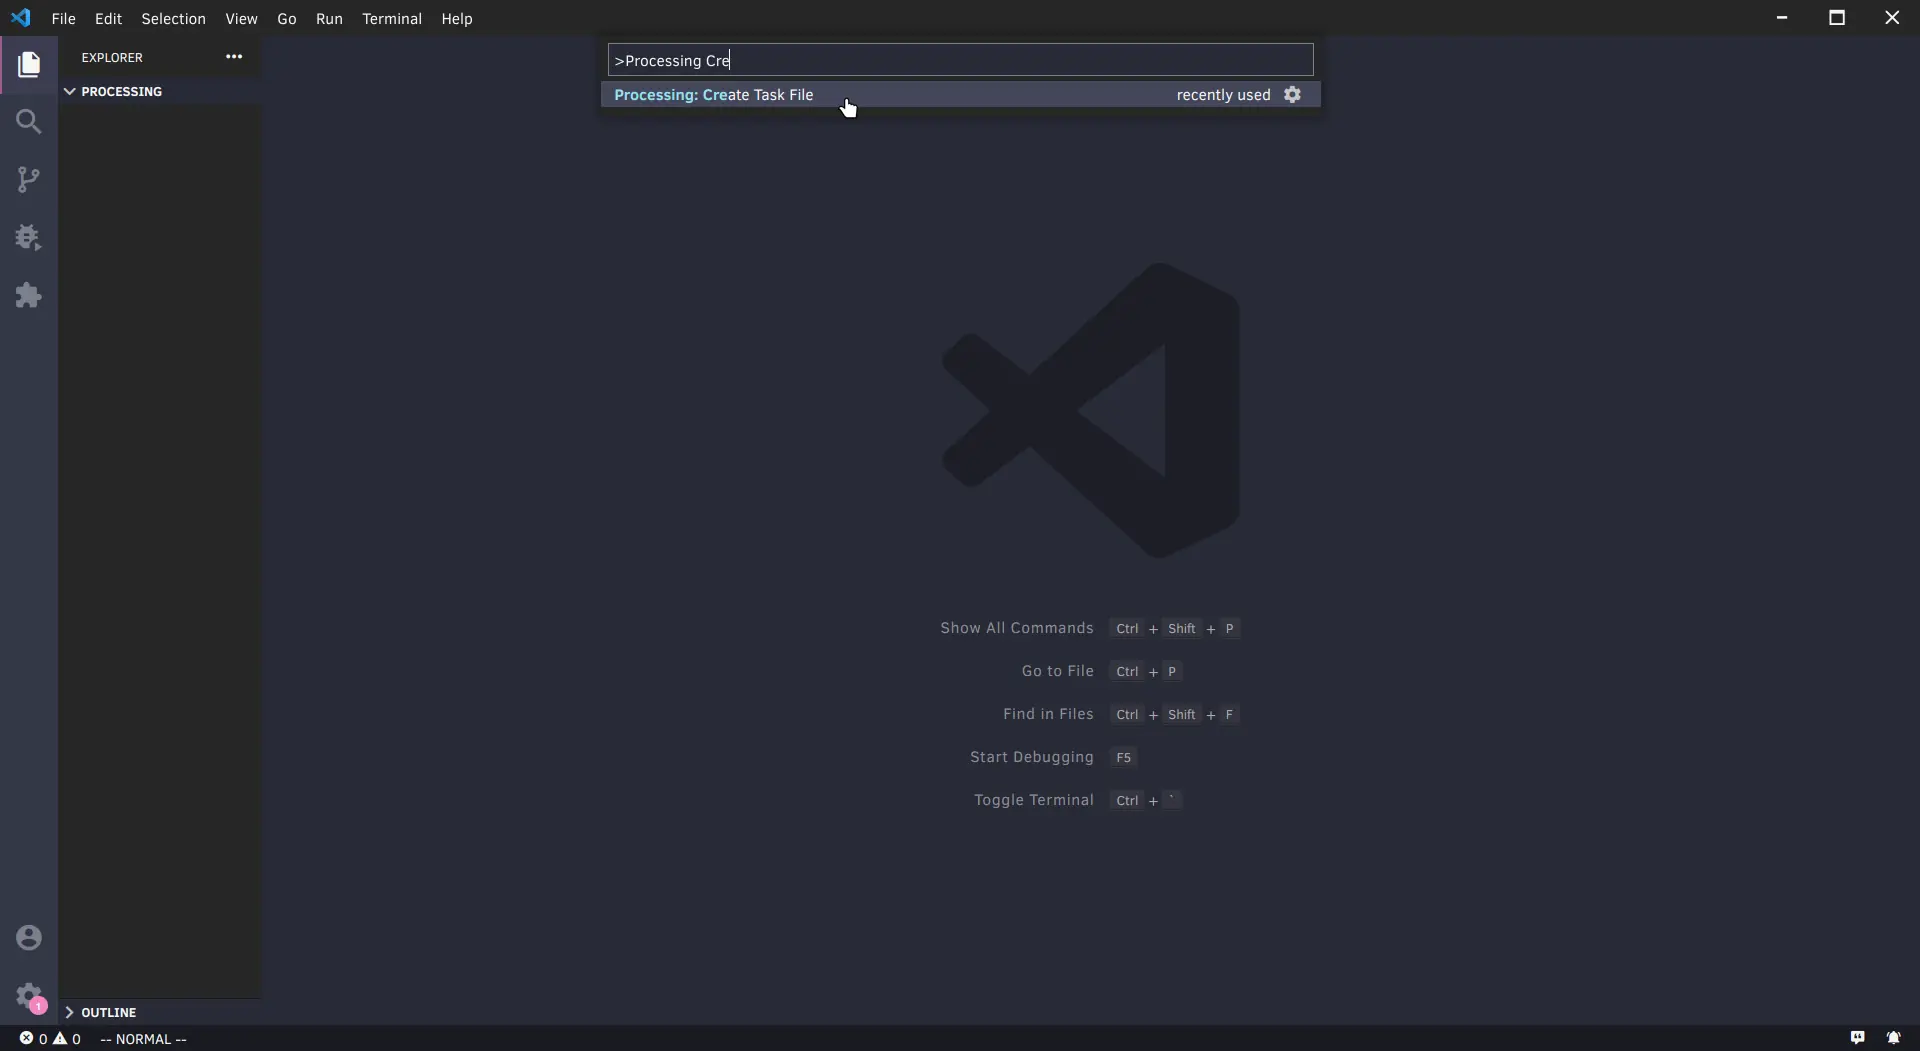 File Edit Selection View Go Run Terminal Help
EXPLORER
PROCESSING
>Processing Cre
Processing: Create Task File recently used
Show All Commands Ctrl + Shift + P
Go to File Ctrl + P
Find in Files Ctrl + Shift + F
Start Debugging F5
Toggle Terminal Ctrl + `
1
OUTLINE
0 0 -- NORMAL --